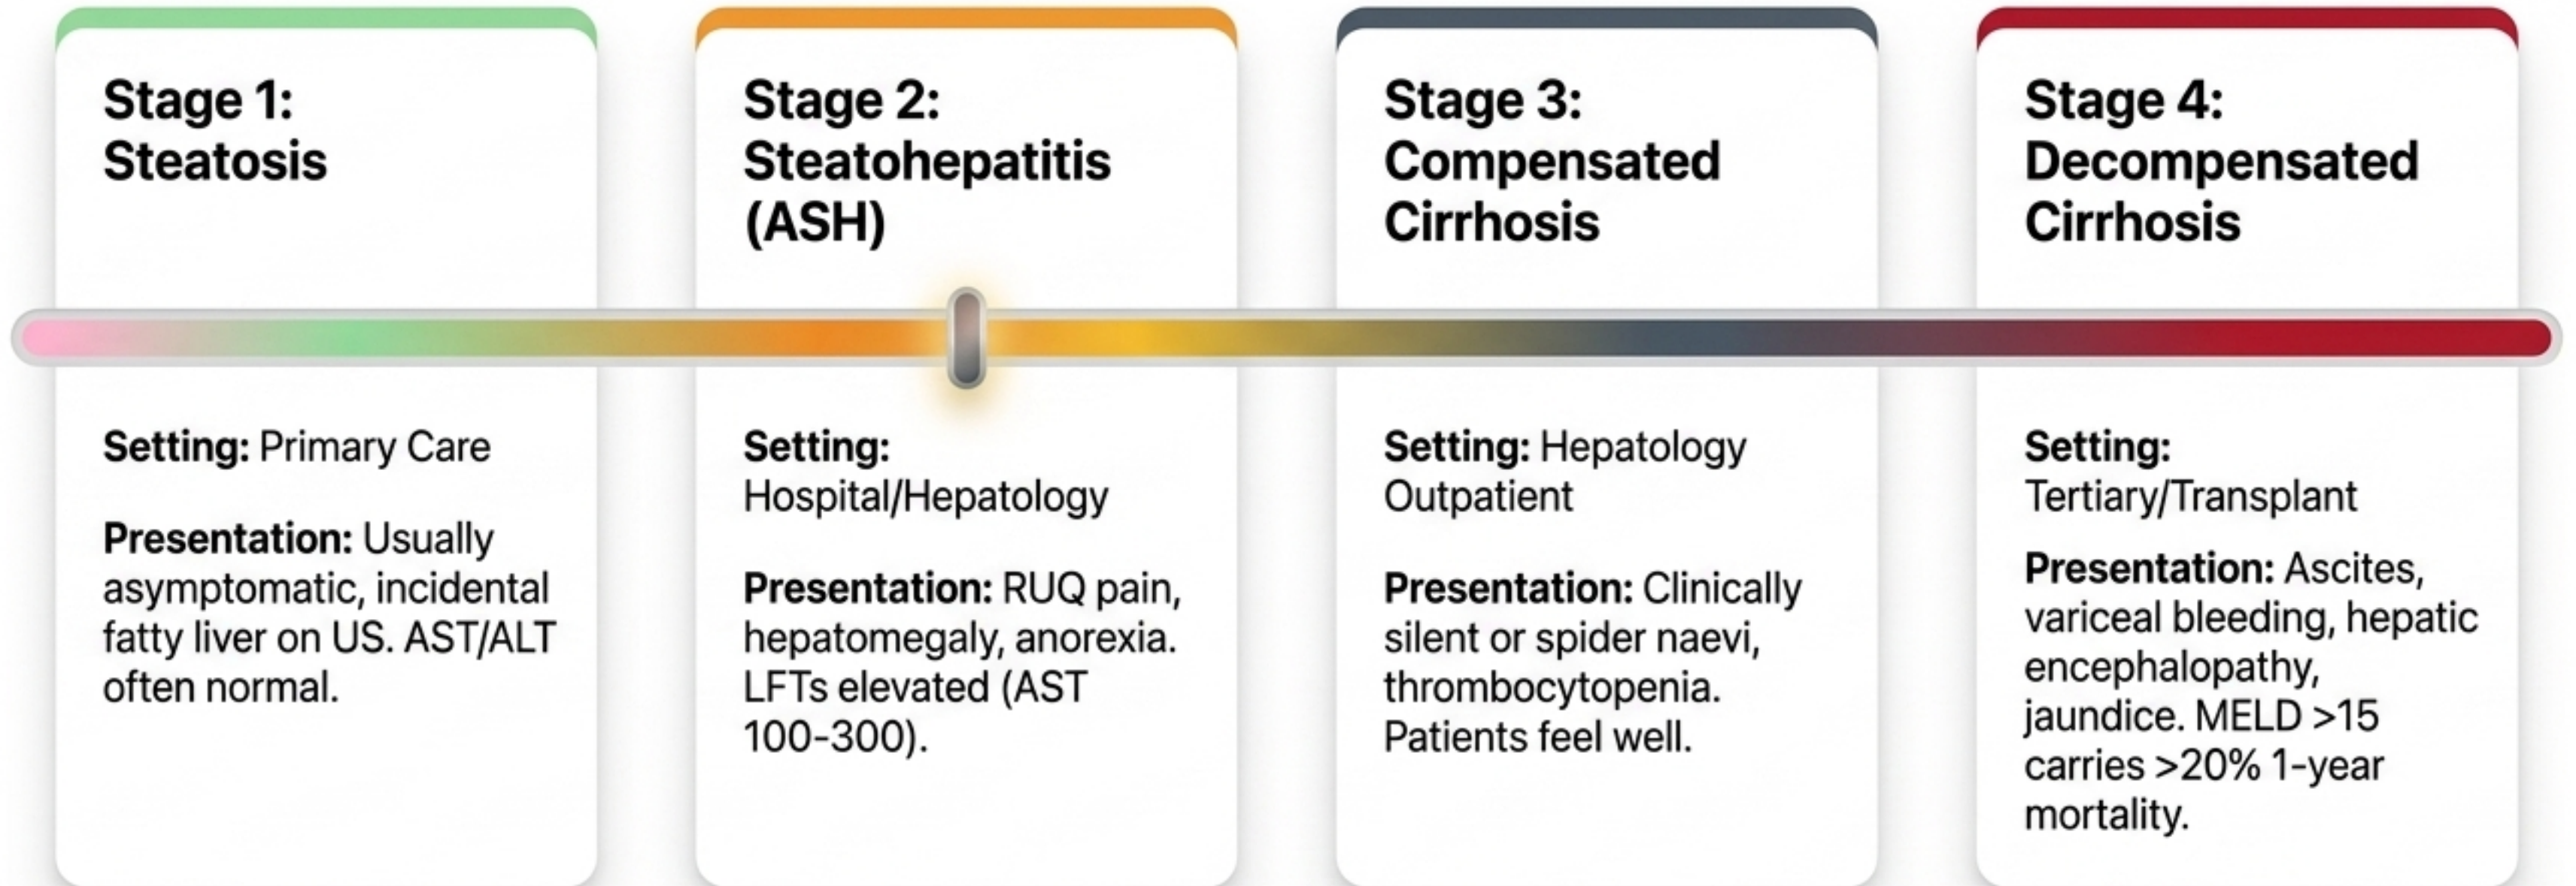 Stage 1:
Steatosis
Setting: Primary Care
Presentation: Usually
asymptomatic, incidental
fatty liver on US. AST/ALT
often normal.
Stage 2:
Steatohepatitis
(ASH)
Setting:
Hospital/Hepatology
Presentation: RUQ pain,
hepatomegaly, anorexia.
LFTs elevated (AST
100-300).
Stage 3:
Compensated
Cirrhosis
Setting: Hepatology
Outpatient
Presentation: Clinically
silent or spider naevi,
thrombocytopenia.
Patients feel well.
Stage 4:
Decompensated
Cirrhosis
Setting:
Tertiary/Transplant
Presentation: Ascites,
variceal bleeding, hepatic
encephalopathy,
jaundice. MELD >15
carries >20% 1-year
mortality.